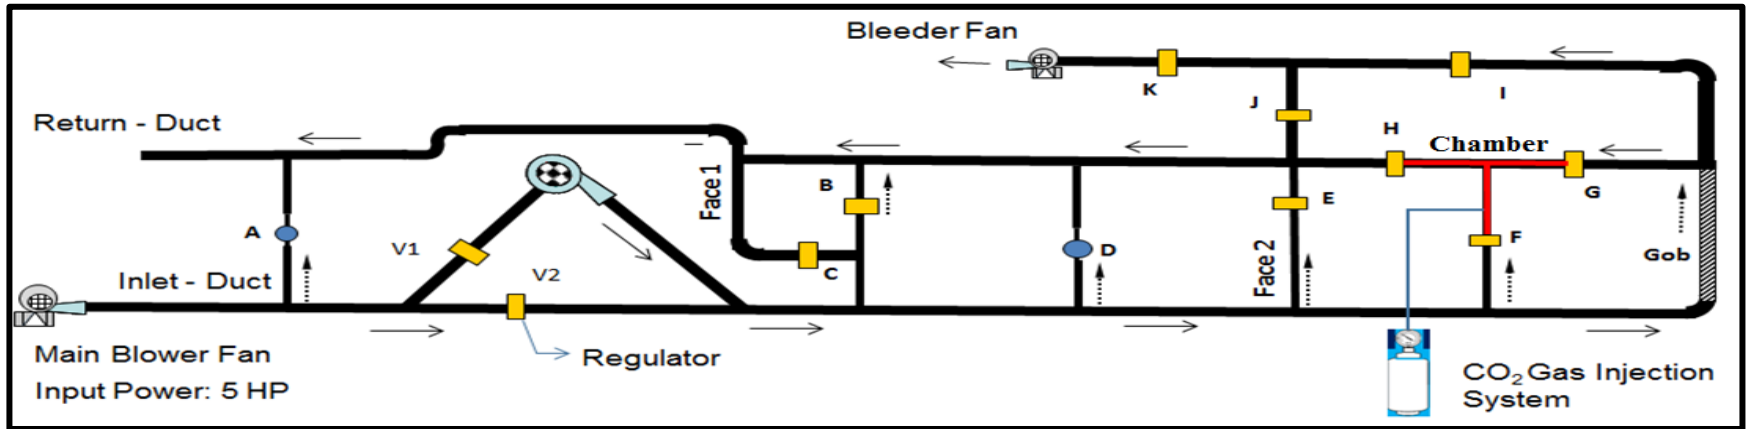 Bleeder Fan
K
I
J
Return - Duct
H
Chamber
Face 1
B
G
A
V1
E
F
D
Gob
V2
C
Face 2
Inlet - Duct
Main Blower Fan
Input Power: 5 HP
Regulator
CO₂ Gas Injection
System